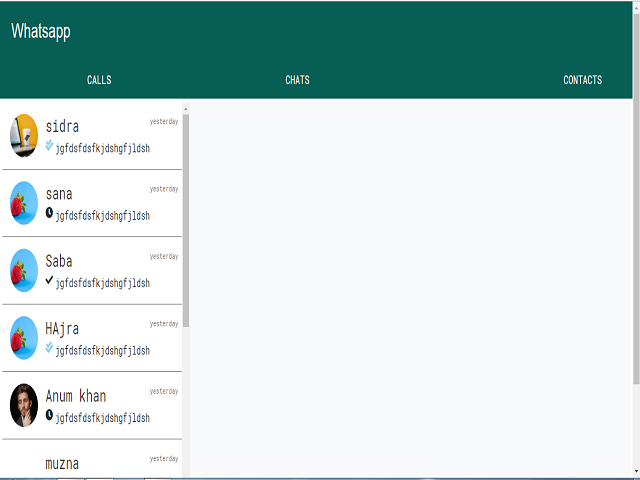 Whatsapp
CALLS CHATS CONTACTS
sidra yesterday
jgfdsfdsfkjdshgfjldsh
sana yesterday
jgfdsfdsfkjdshgfjldsh
Saba yesterday
jgfdsfdsfkjdshgfjldsh
HAjra yesterday
jgfdsfdsfkjdshgfjldsh
Anum khan yesterday
jgfdsfdsfkjdshgfjldsh
muzna yesterday